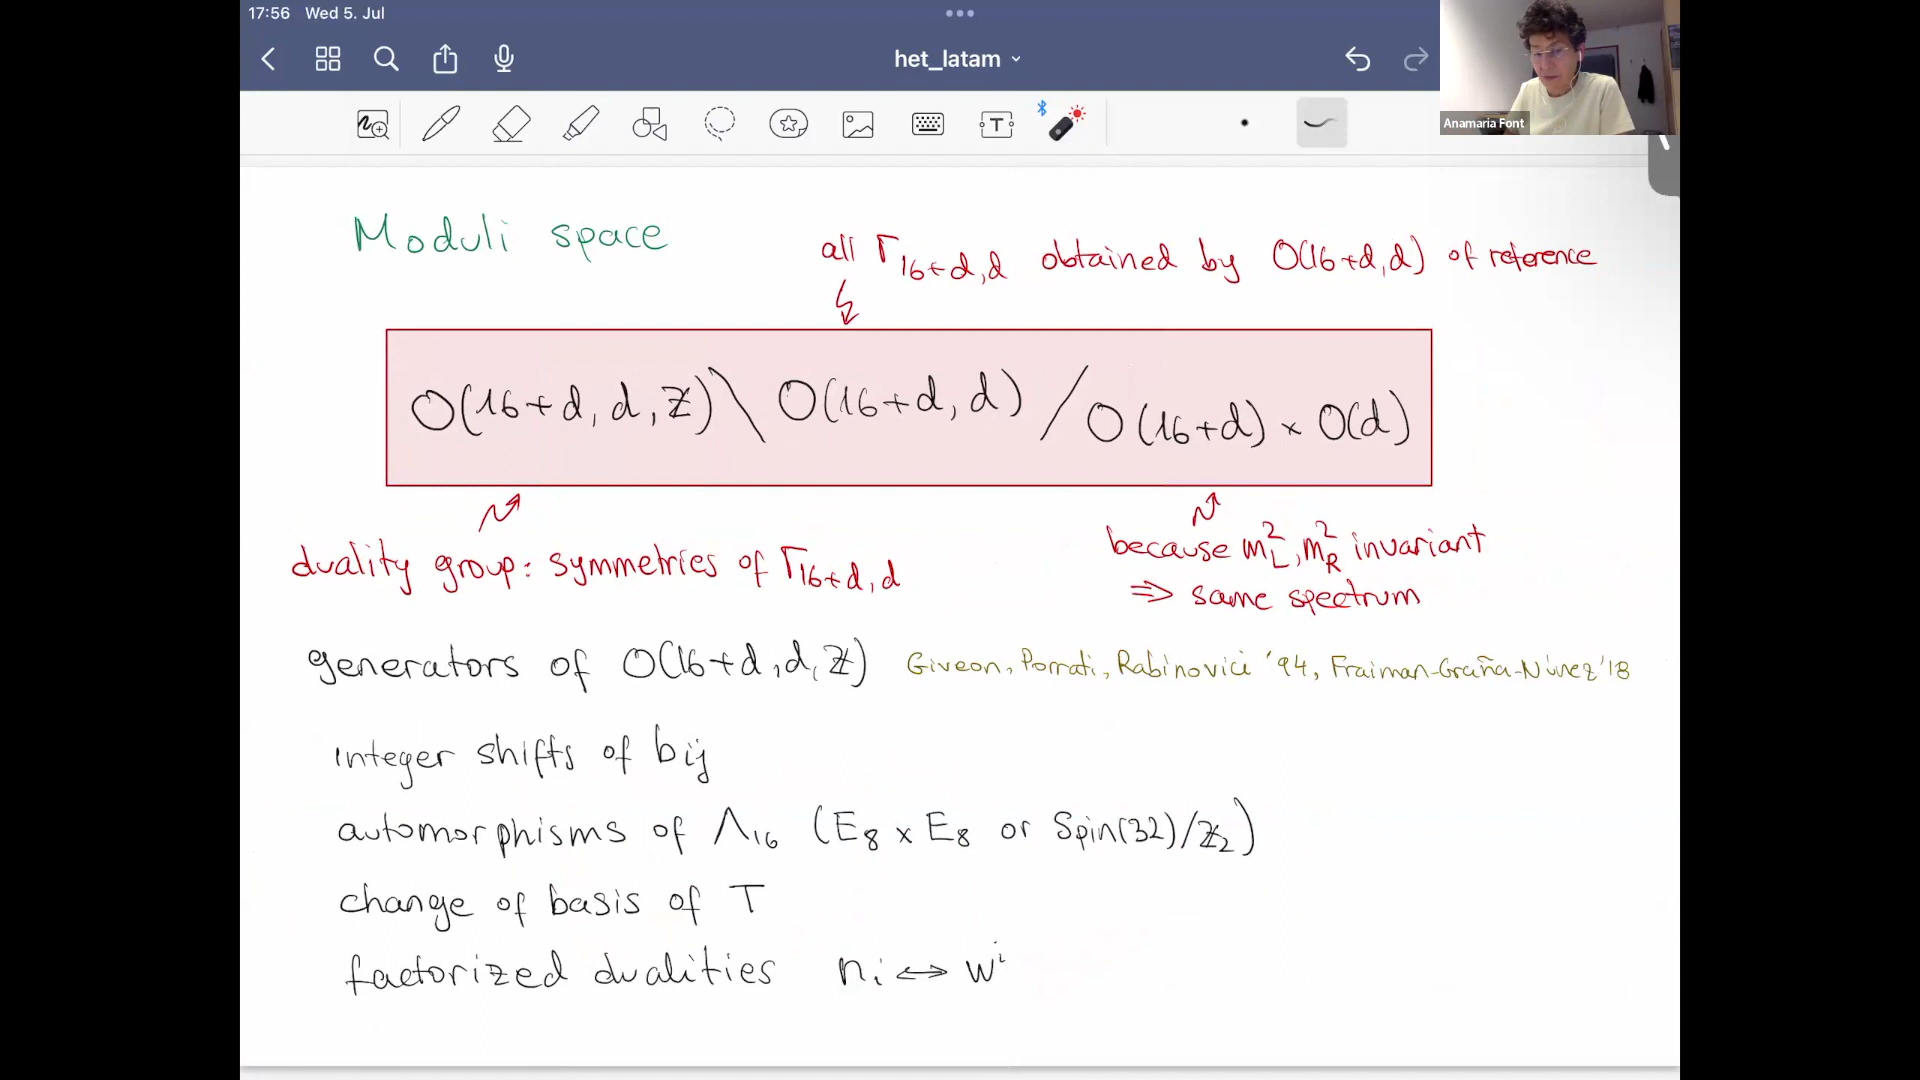 17:56 Wed 5. Jul
het_latam
Anamaria Font
Moduli space
all Γ₁₆₊d,d obtained by O(16+d,d) of reference
O(16+d, d, ℤ) \ O(16+d, d) / O(16+d) × O(d)
duality group: symmetries of Γ₁₆₊d,d
because m²_L, m²_R invariant
⇒ same spectrum
generators of O(16+d, d, ℤ) Giveon, Porrati, Rabinovici '94, Fraiman-Graña-Núnez '18
integer shifts of bij
automorphisms of Λ₁₆ (E₈ × E₈ or Spin(32)/ℤ₂)
change of basis of T
factorized dualities nᵢ ↔ wⁱ